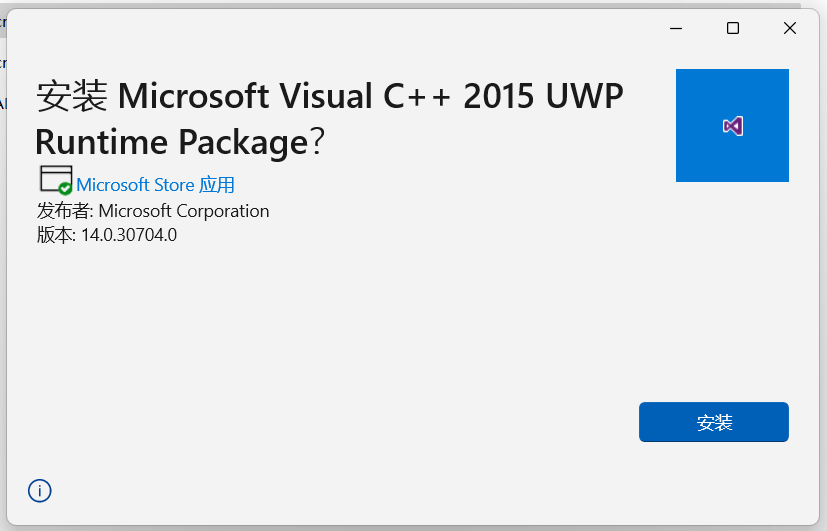 安装 Microsoft Visual C++ 2015 UWP
Runtime Package？
Microsoft Store 应用
发布者: Microsoft Corporation
版本: 14.0.30704.0
安装